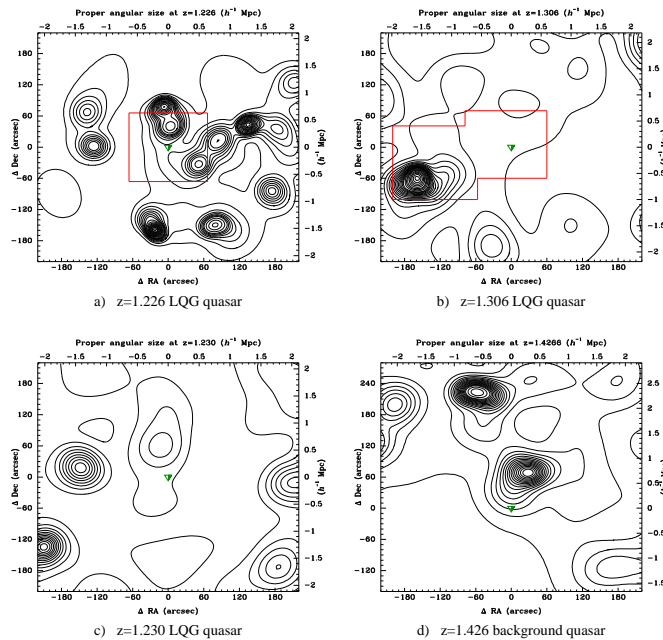 Proper angular size at z=1.226 (h⁻¹ Mpc)
−1.5 −1 −0.5 0 0.5 1 1.5 2
180
120
60
0
−60
−120
−180
Δ Dec (arcsec)
2
1.5
1
0.5
0
−0.5
−1
−1.5
(h⁻¹ Mpc)
−180 −120 −60 0 60 120 180
Δ RA (arcsec)
a) z=1.226 LQG quasar
Proper angular size at z=1.306 (h⁻¹ Mpc)
−2 −1.5 −1 −0.5 0 0.5 1 1.5
180
120
60
0
−60
−120
−180
Δ Dec (arcsec)
2
1.5
1
0.5
0
−0.5
−1
−1.5
−2
(h⁻¹ Mpc)
−180 −120 −60 0 60 120 180
Δ RA (arcsec)
b) z=1.306 LQG quasar
Proper angular size at z=1.230 (h⁻¹ Mpc)
−2 −1.5 −1 −0.5 0 0.5 1 1.5 2
180
120
60
0
−60
−120
−180
Δ Dec (arcsec)
2
1.5
1
0.5
0
−0.5
−1
−1.5
−2
(h⁻¹ Mpc)
−180 −120 −60 0 60 120 180
Δ RA (arcsec)
c) z=1.230 LQG quasar
Proper angular size at z=1.4266 (h⁻¹ Mpc)
−2 −1.5 −1 −0.5 0 0.5 1 1.5 2
240
180
120
60
0
−60
−120
Δ Dec (arcsec)
2.5
2
1.5
1
0.5
0
−0.5
−1
−1.5
(h⁻¹ Mpc)
−180 −120 −60 0 60 120 180
Δ RA (arcsec)
d) z=1.426 background quasar